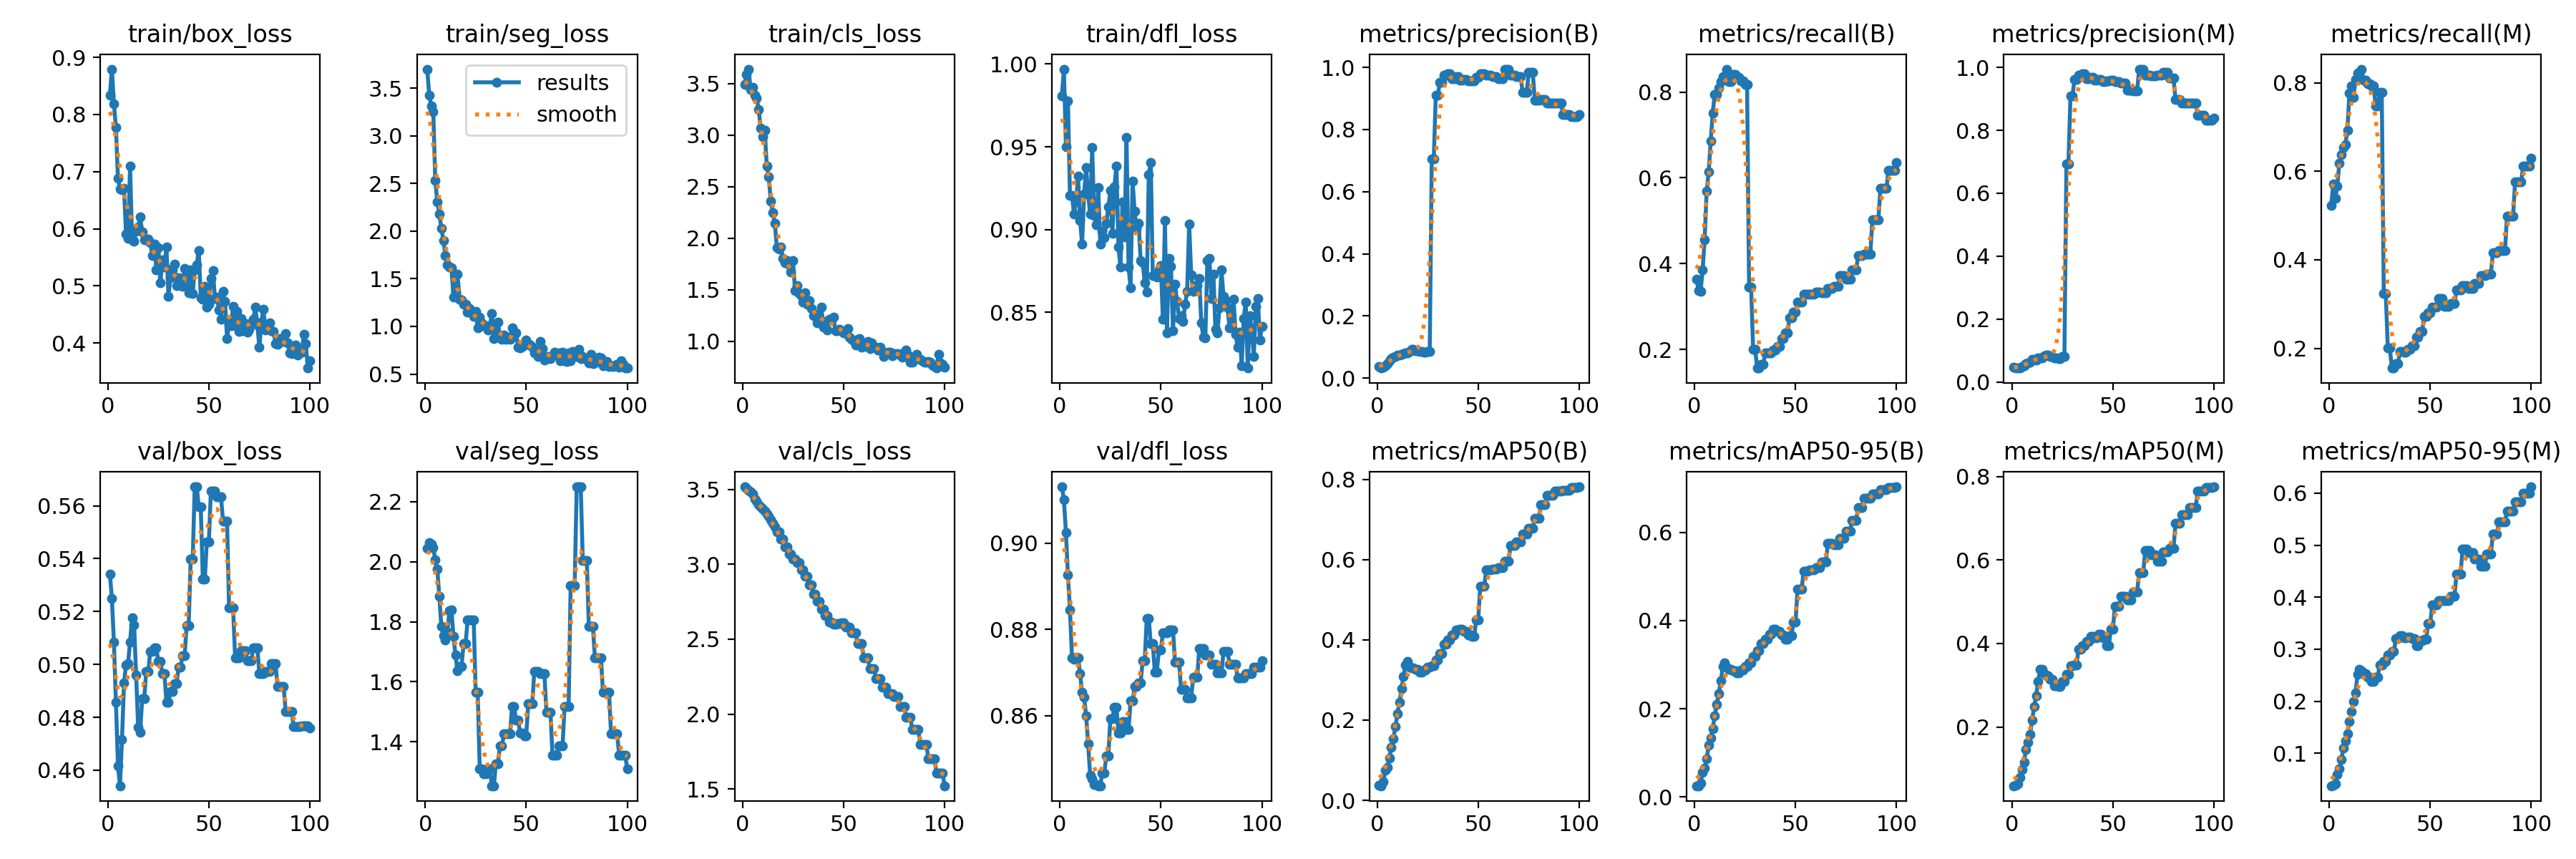 train/box_loss
train/seg_loss
train/cls_loss
train/dfl_loss
metrics/precision(B)
metrics/recall(B)
metrics/precision(M)
metrics/recall(M)
0.9
0.8
0.7
0.6
0.5
0.4
0 50 100
results
smooth
3.5
3.0
2.5
2.0
1.5
1.0
0.5
0 50 100
3.5
3.0
2.5
2.0
1.5
1.0
0 50 100
1.00
0.95
0.90
0.85
0 50 100
1.0
0.8
0.6
0.4
0.2
0.0
0 50 100
0.8
0.6
0.4
0.2
0 50 100
1.0
0.8
0.6
0.4
0.2
0.0
0 50 100
0.8
0.6
0.4
0.2
0 50 100
val/box_loss
val/seg_loss
val/cls_loss
val/dfl_loss
metrics/mAP50(B)
metrics/mAP50-95(B)
metrics/mAP50(M)
metrics/mAP50-95(M)
0.56
0.54
0.52
0.50
0.48
0.46
0 50 100
2.2
2.0
1.8
1.6
1.4
0 50 100
3.5
3.0
2.5
2.0
1.5
0 50 100
0.90
0.88
0.86
0 50 100
0.8
0.6
0.4
0.2
0.0
0 50 100
0.6
0.4
0.2
0.0
0 50 100
0.8
0.6
0.4
0.2
0 50 100
0.6
0.5
0.4
0.3
0.2
0.1
0 50 100